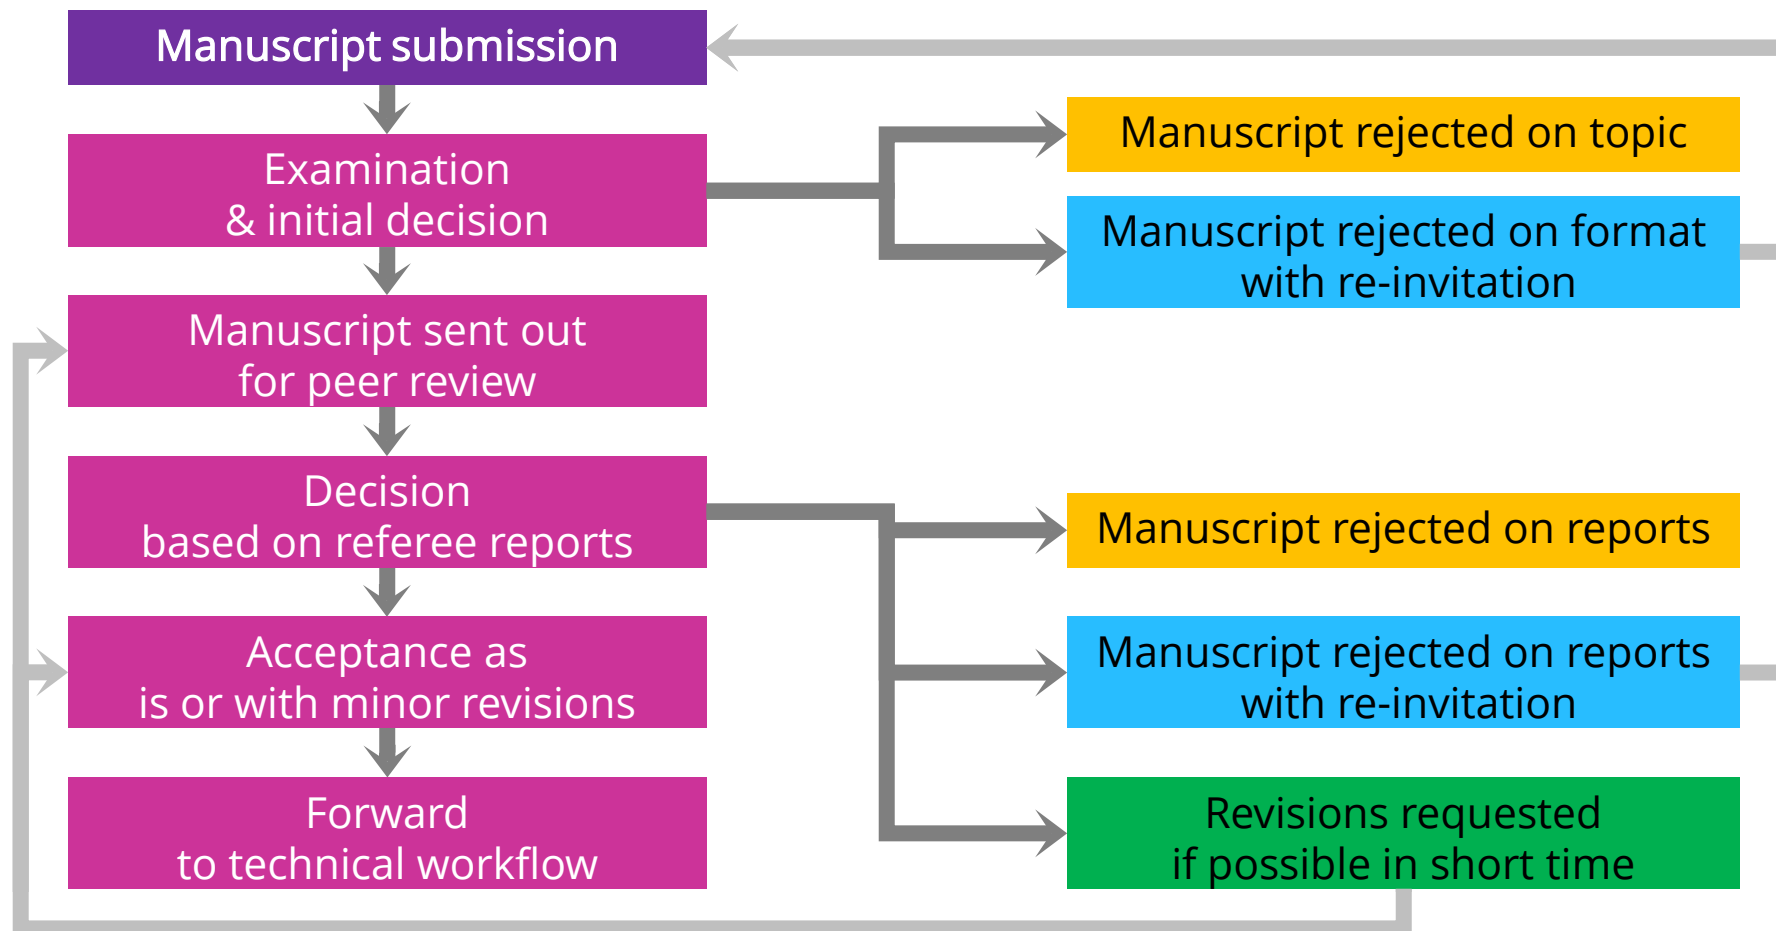 Manuscript submission
Examination
& initial decision
Manuscript sent out
for peer review
Decision
based on referee reports
Acceptance as
is or with minor revisions
Forward
to technical workflow
Manuscript rejected on topic
Manuscript rejected on format
with re-invitation
Manuscript rejected on reports
Manuscript rejected on reports
with re-invitation
Revisions requested
if possible in short time